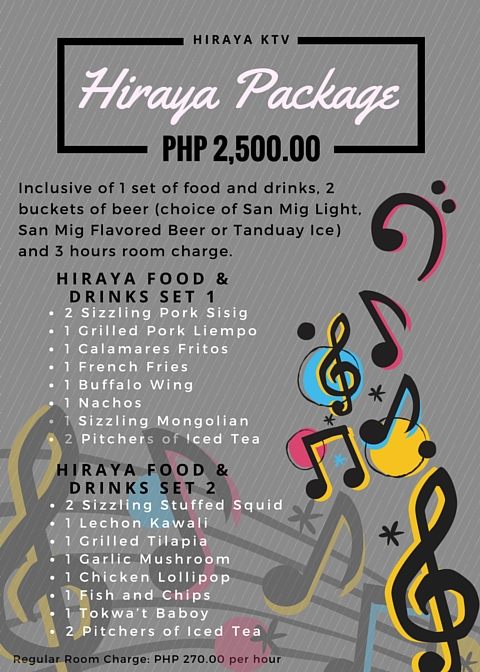 HIRAYA KTV
Hiraya Package
PHP 2,500.00
Inclusive of 1 set of food and drinks, 2
buckets of beer (choice of San Mig Light,
San Mig Flavored Beer or Tanduay Ice)
and 3 hours room charge.
HIRAYA FOOD &
DRINKS SET 1
• 2 Sizzling Pork Sisig
• 1 Grilled Pork Liempo
• 1 Calamares Fritos
• 1 French Fries
• 1 Buffalo Wing
• 1 Nachos
• 1 Sizzling Mongolian
• 2 Pitchers of Iced Tea
HIRAYA FOOD &
DRINKS SET 2
• 2 Sizzling Stuffed Squid
• 1 Lechon Kawali
• 1 Grilled Tilapia
• 1 Garlic Mushroom
• 1 Chicken Lollipop
• 1 Fish and Chips
• 1 Tokwa't Baboy
• 2 Pitchers of Iced Tea
Regular Room Charge: PHP 270.00 per hour